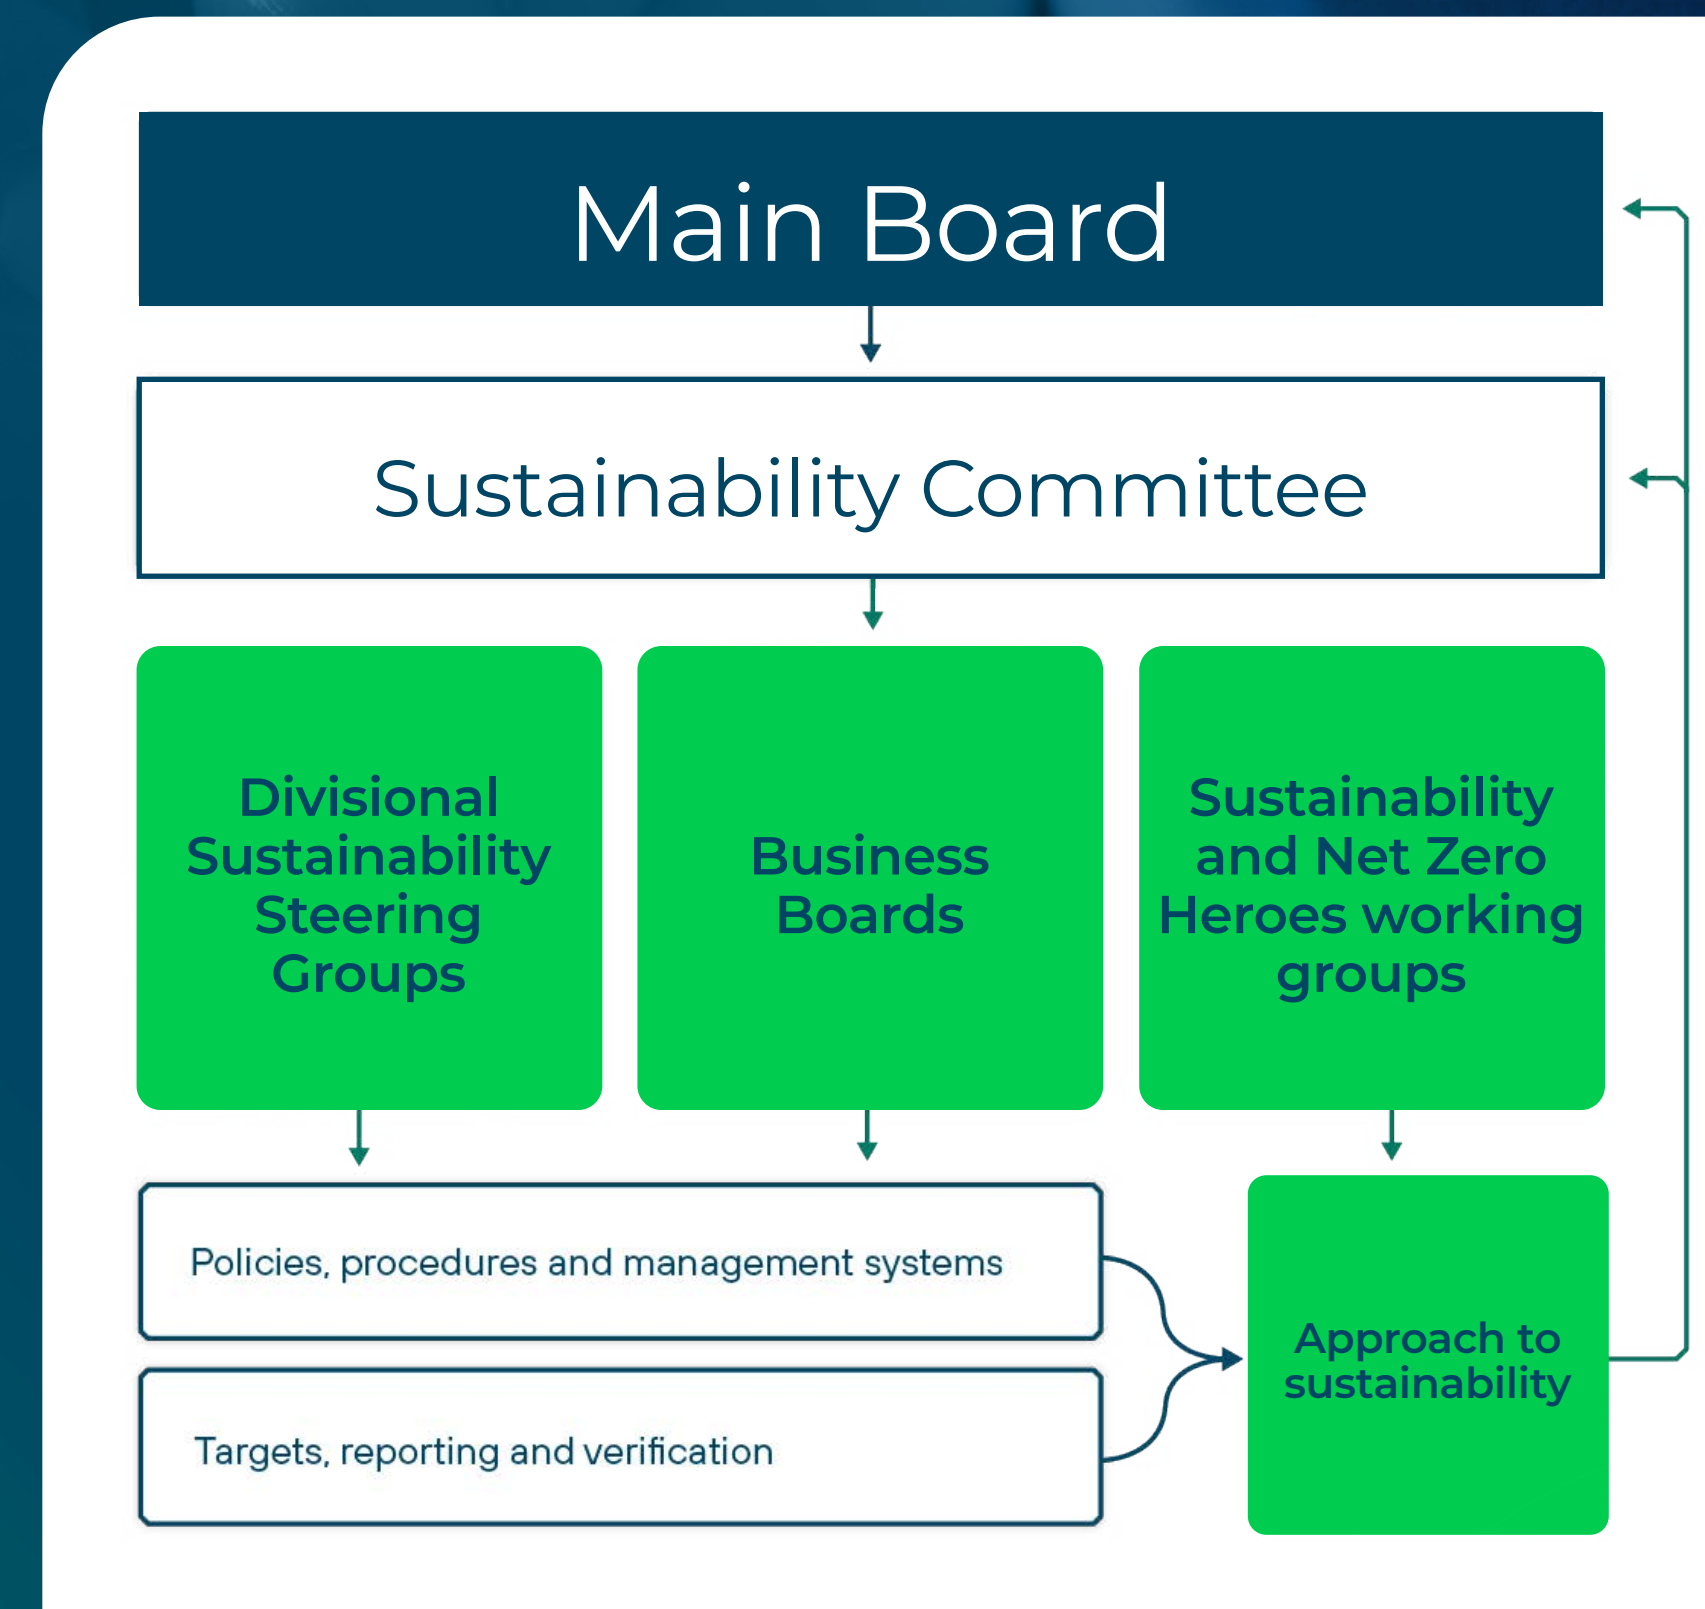 Main Board
Sustainability Committee
Divisional
Sustainability
Steering
Groups
Business
Boards
Sustainability
and Net Zero
Heroes working
groups
Policies, procedures and management systems
Targets, reporting and verification
Approach to
sustainability